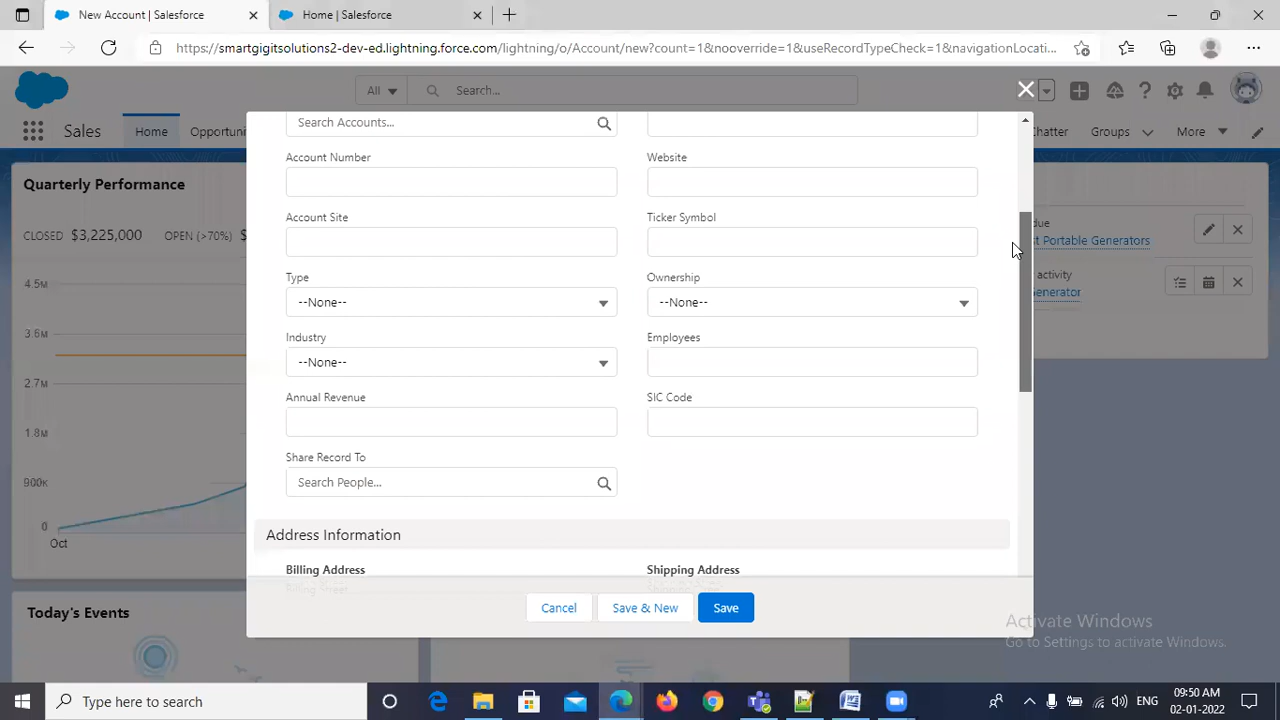 New Account | Salesforce
Home | Salesforce
https://smartgigitsolutions2-dev-ed.lightning.force.com/lightning/o/Account/new?count=1&nooverride=1&useRecordTypeCheck=1&navigationLocati...
All
Search...
Sales
Home
Opportuni
Chatter
Groups
More
Quarterly Performance
CLOSED $3,225,000 OPEN (>70%) $
4.5M
3.6M
2.7M
1.8M
900K
0
Oct
Today's Events
Search Accounts...
Account Number
Website
Account Site
Ticker Symbol
Type
Ownership
--None--
--None--
Industry
Employees
--None--
Annual Revenue
SIC Code
Share Record To
Search People...
Address Information
Billing Address
Shipping Address
Billing Street
Cancel
Save & New
Save
due
st Portable Generators
activity
Generator
Activate Windows
Go to Settings to activate Windows.
Type here to search
ENG
09:50 AM
02-01-2022